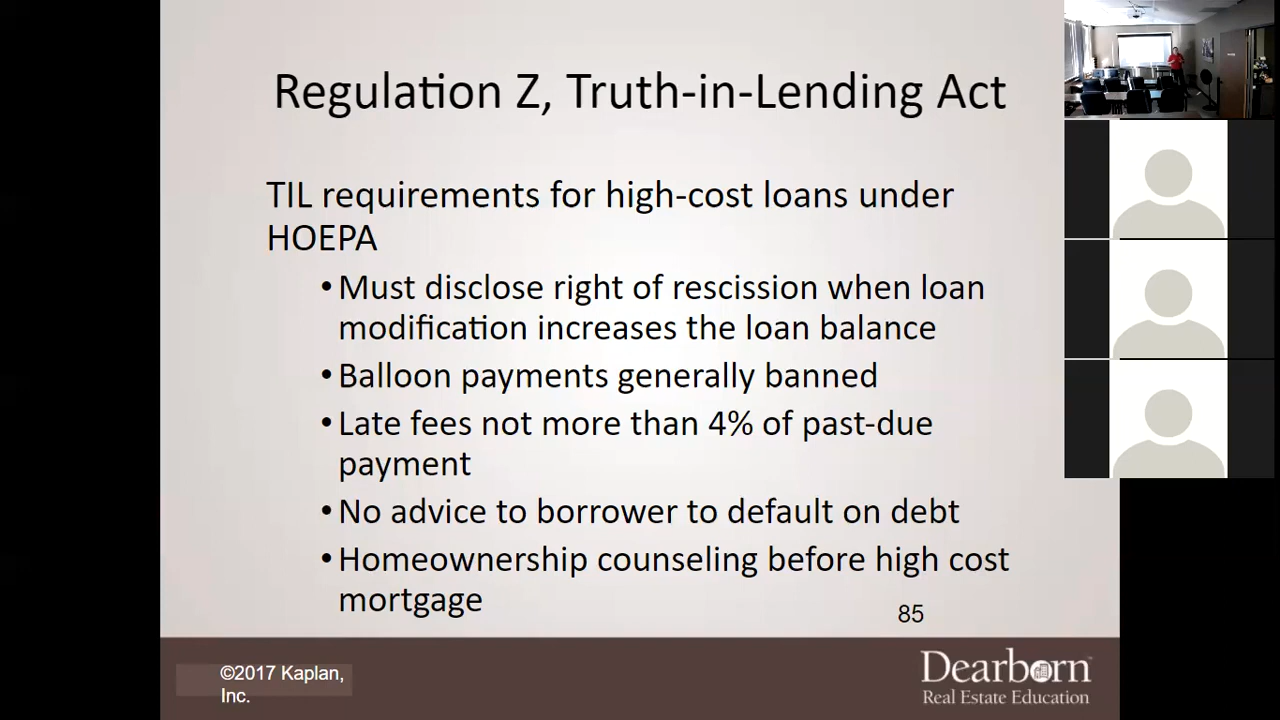 Regulation Z, Truth-in-Lending Act
TIL requirements for high-cost loans under
HOEPA
• Must disclose right of rescission when loan
modification increases the loan balance
• Balloon payments generally banned
• Late fees not more than 4% of past-due
payment
• No advice to borrower to default on debt
• Homeownership counseling before high cost
mortgage
85
©2017 Kaplan,
Inc.
Dearborn
Real Estate Education